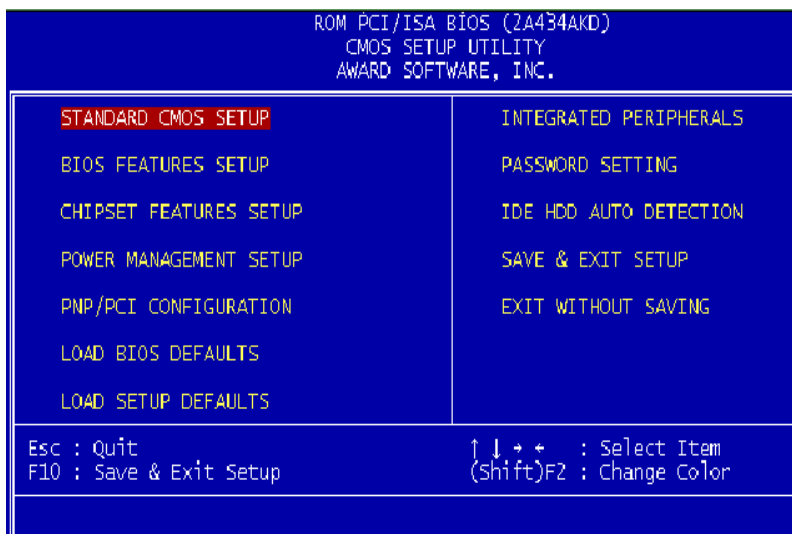 ROM PCI/ISA BIOS (2A434AKD)
CMOS SETUP UTILITY
AWARD SOFTWARE, INC.
STANDARD CMOS SETUP
BIOS FEATURES SETUP
CHIPSET FEATURES SETUP
POWER MANAGEMENT SETUP
PNP/PCI CONFIGURATION
LOAD BIOS DEFAULTS
LOAD SETUP DEFAULTS
INTEGRATED PERIPHERALS
PASSWORD SETTING
IDE HDD AUTO DETECTION
SAVE & EXIT SETUP
EXIT WITHOUT SAVING
Esc : Quit
F10 : Save & Exit Setup
↑ ↓ → ← : Select Item
(Shift)F2 : Change Color